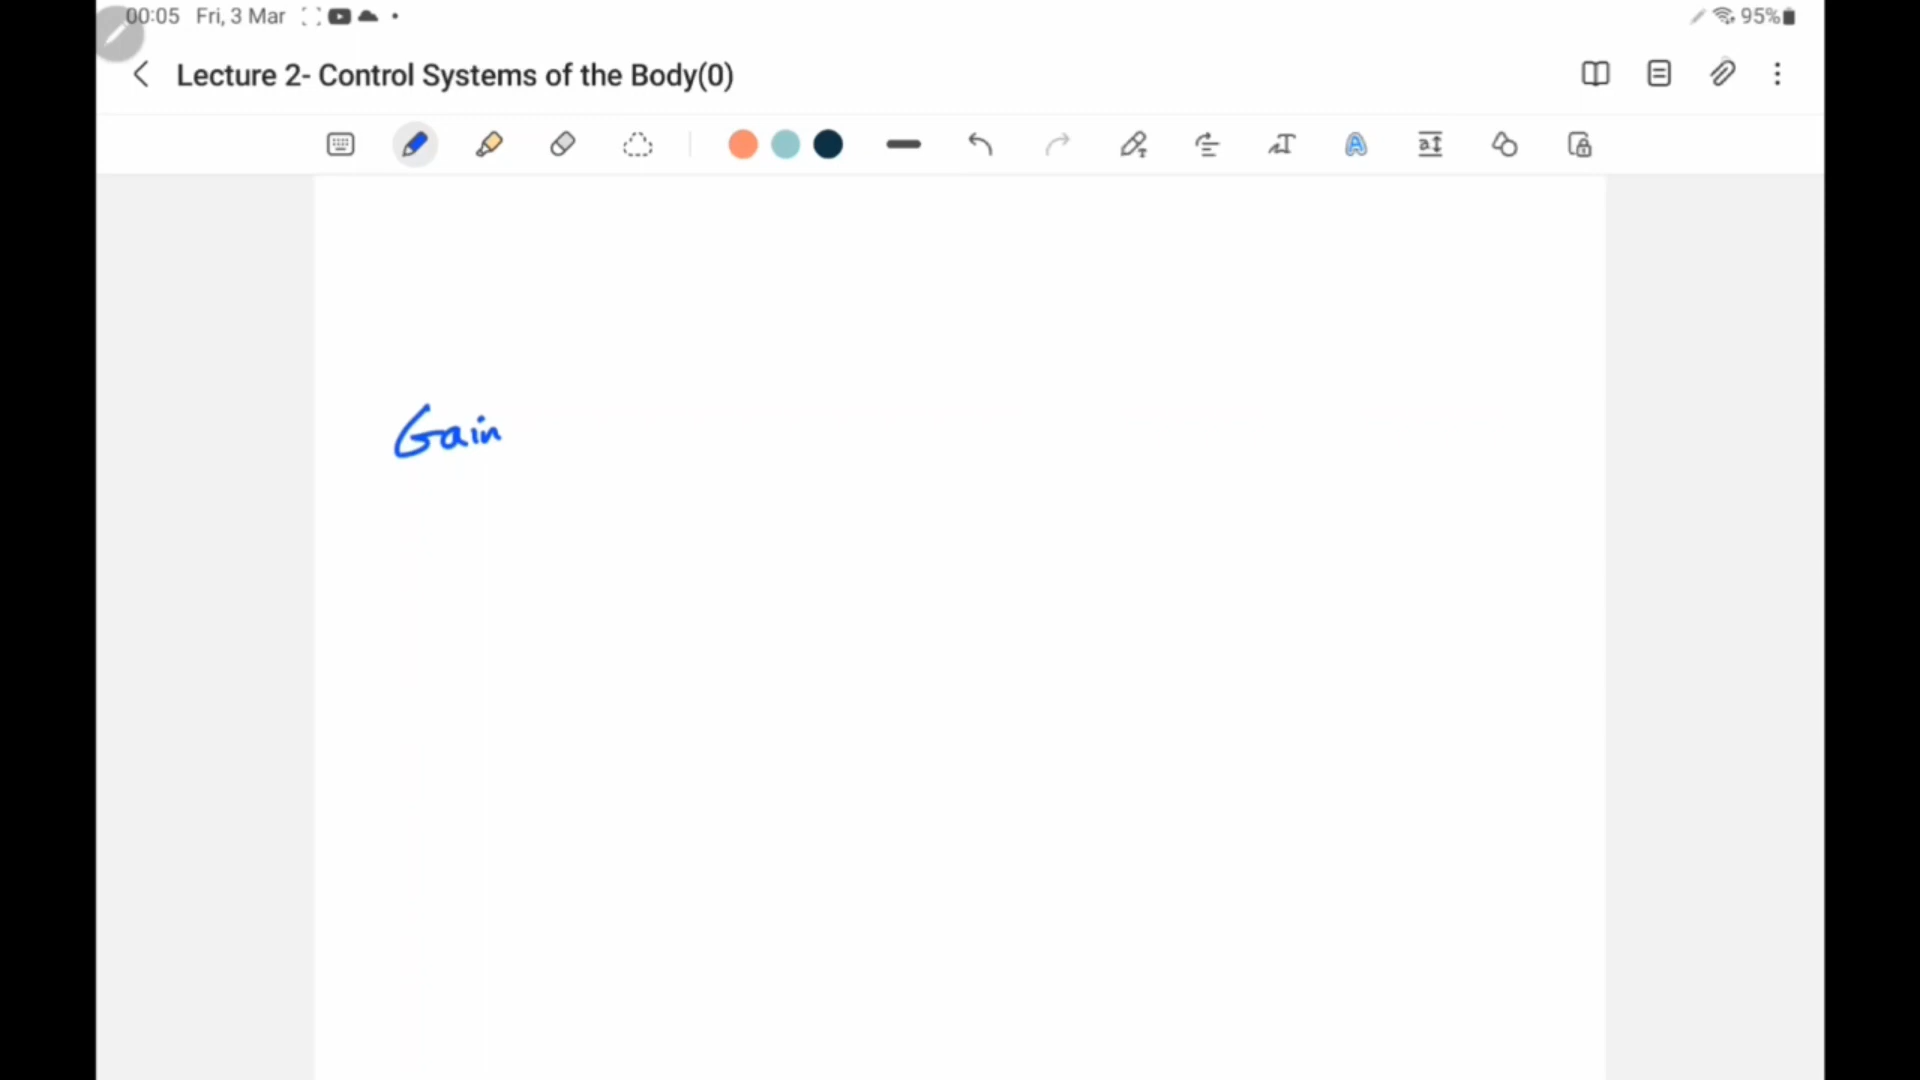 00:05 Fri, 3 Mar
95%
Lecture 2- Control Systems of the Body(0)
Gain